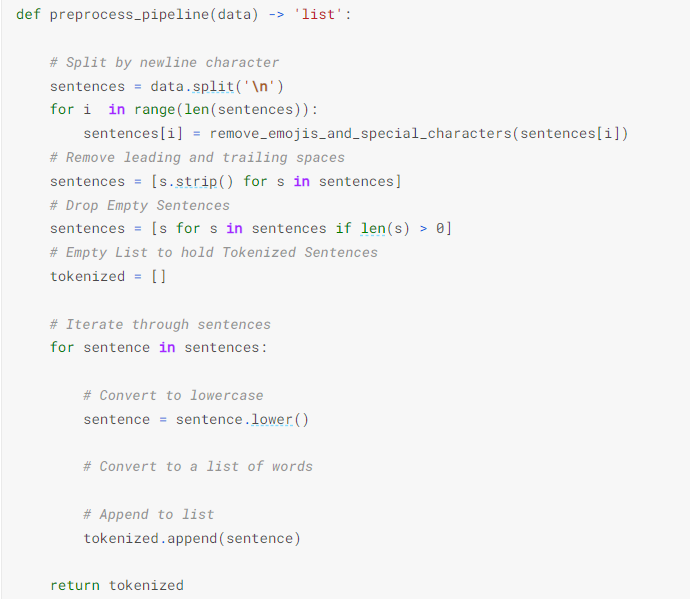 def preprocess_pipeline(data) -> 'list':
# Split by newline character
sentences = data.split('\n')
for i  in range(len(sentences)):
sentences[i] = remove_emojis_and_special_characters(sentences[i])
# Remove leading and trailing spaces
sentences = [s.strip() for s in sentences]
# Drop Empty Sentences
sentences = [s for s in sentences if len(s) > 0]
# Empty List to hold Tokenized Sentences
tokenized = []
# Iterate through sentences
for sentence in sentences:
# Convert to lowercase
sentence = sentence.lower()
# Convert to a list of words
# Append to list
tokenized.append(sentence)
return tokenized